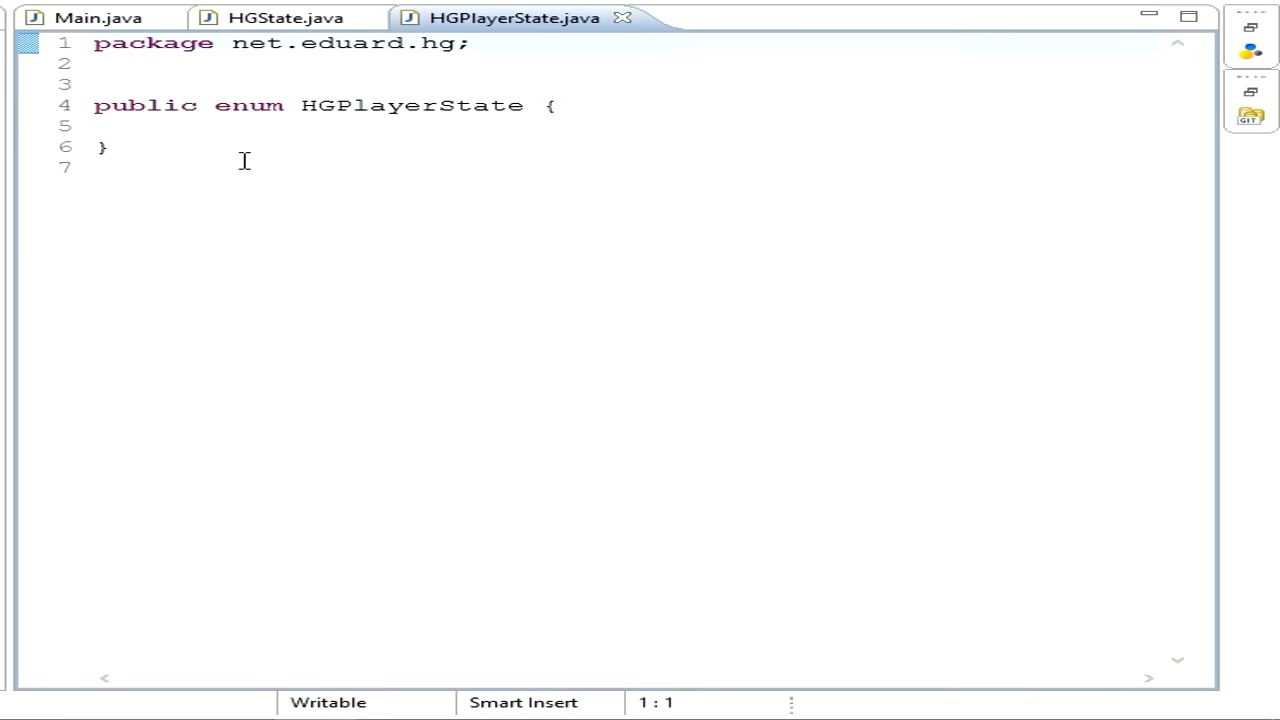 Main.java HGState.java HGPlayerState.java
1 package net.eduard.hg;
2
3
4 public enum HGPlayerState {
5
6 }
7
GIT
Writable Smart Insert 1 : 1